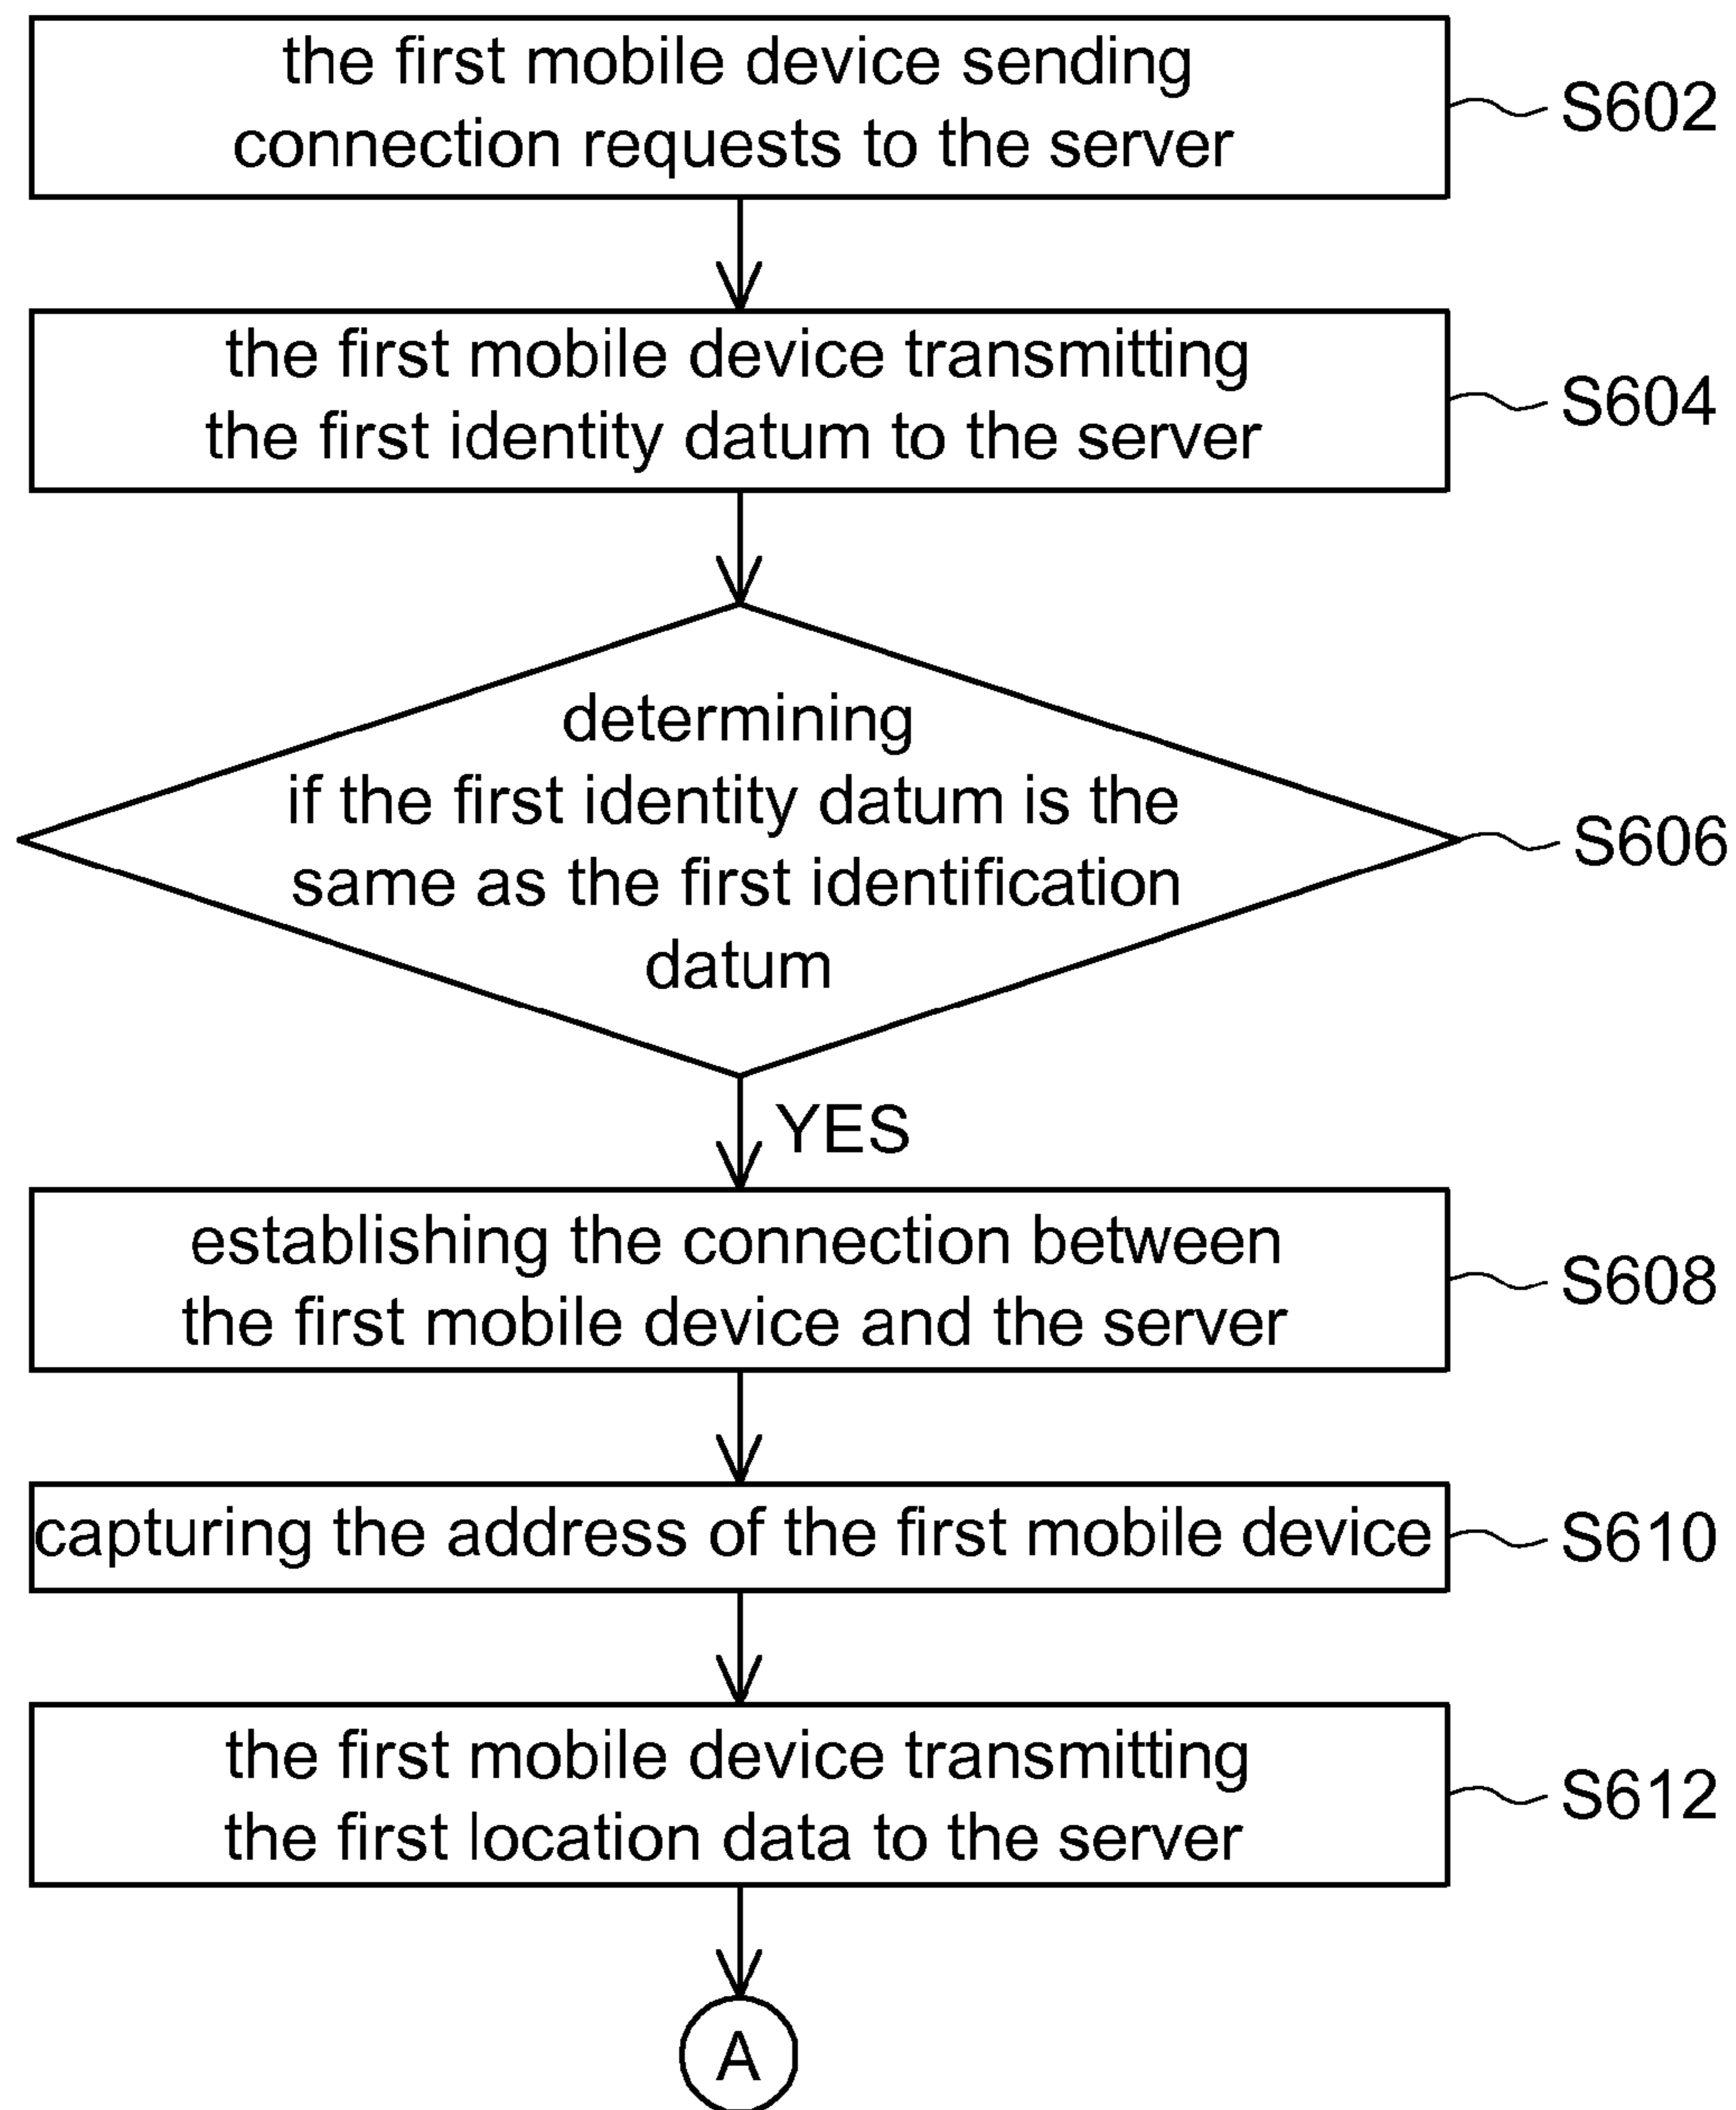 the first mobile device sending
connection requests to the server
S602
the first mobile device transmitting
the first identity datum to the server
S604
determining
if the first identity datum is the
same as the first identification
datum
S606
YES
establishing the connection between
the first mobile device and the server
S608
capturing the address of the first mobile device
S610
the first mobile device transmitting
the first location data to the server
S612
A